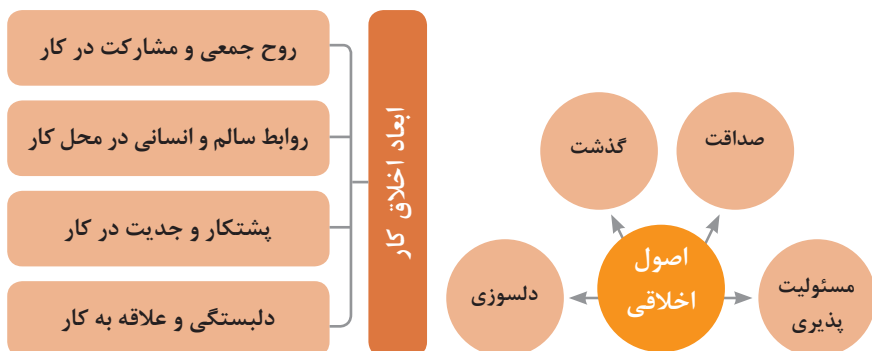 ابعاد اخلاق کار
روح جمعی و مشارکت در کار
روابط سالم و انسانی در محل کار
پشتکار و جدیت در کار
دلبستگی و علاقه به کار
اصول
اخلاقی
صداقت
گذشت
مسئولیت
پذیری
دلسوزی